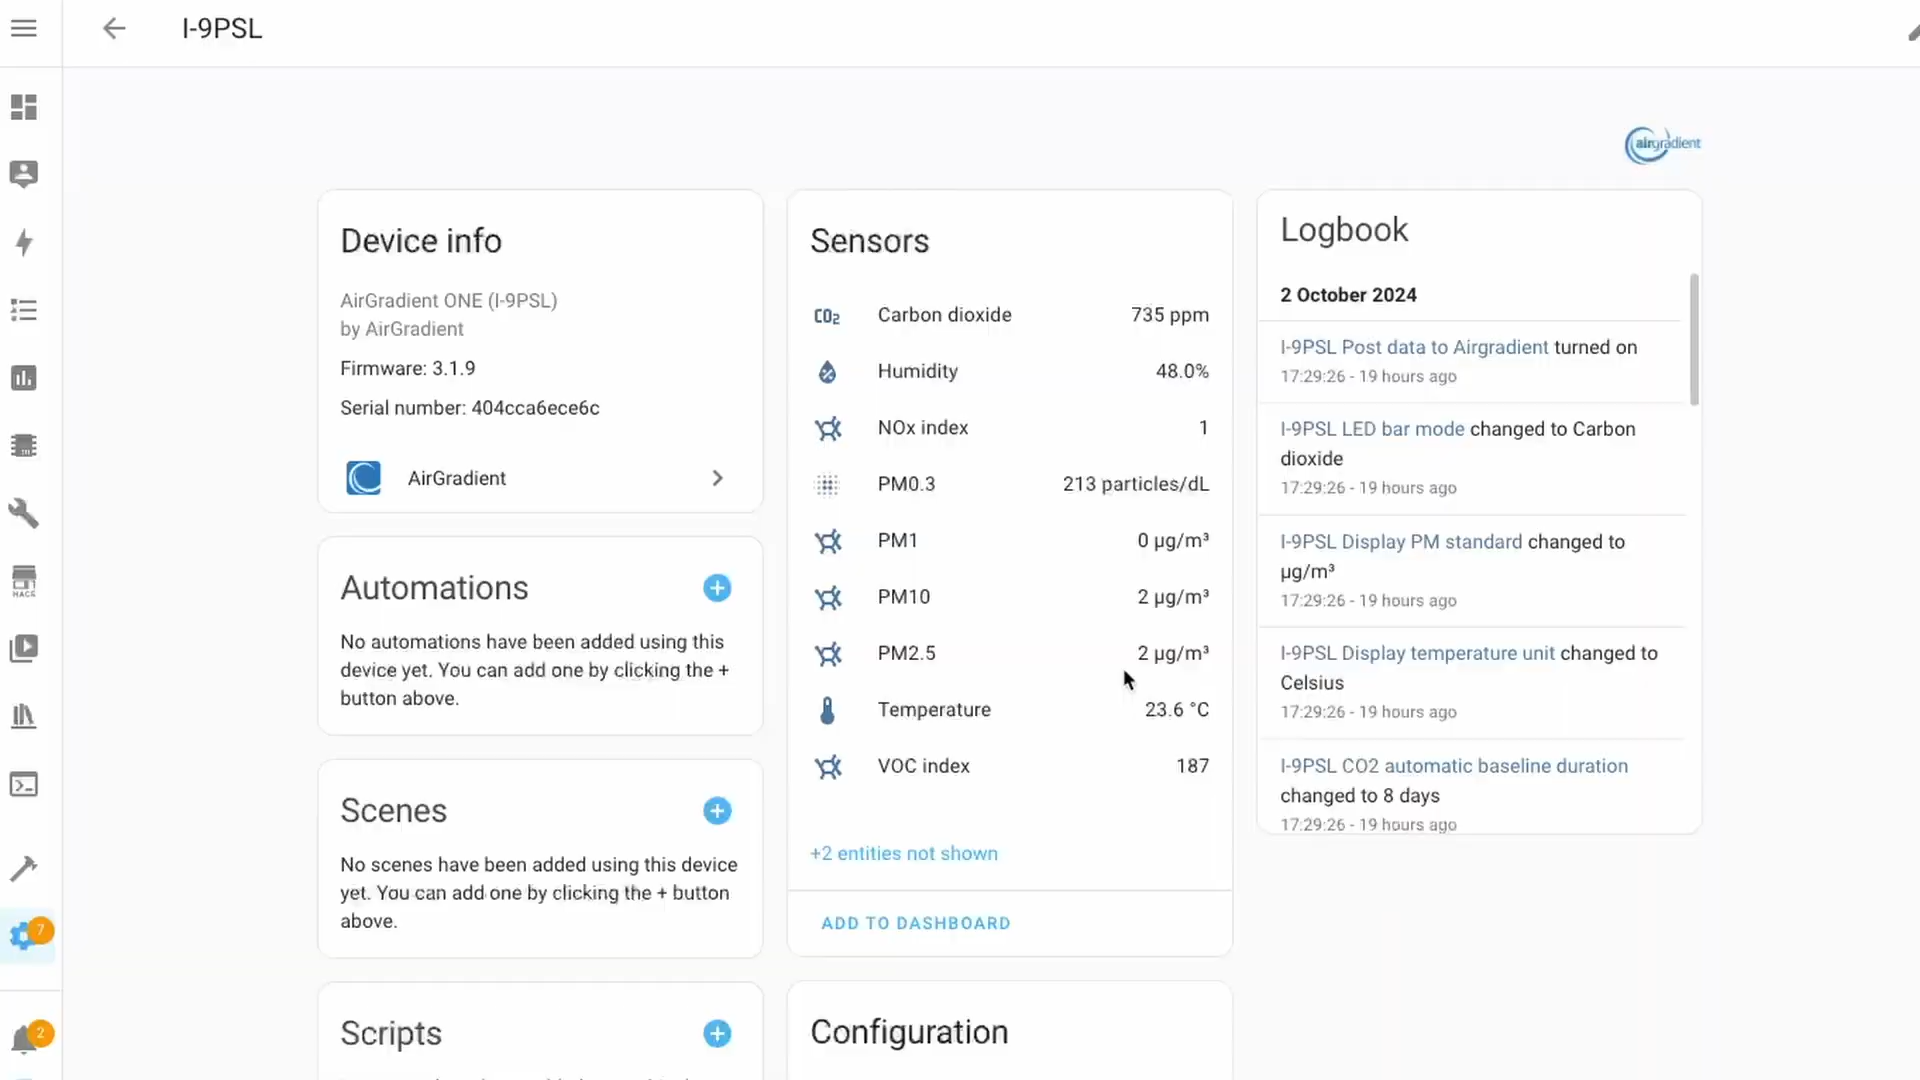 I-9PSL
airgradient
Device info
AirGradient ONE (I-9PSL)
by AirGradient
Firmware: 3.1.9
Serial number: 404cca6ece6c
AirGradient
Automations
No automations have been added using this
device yet. You can add one by clicking the +
button above.
Scenes
No scenes have been added using this device
yet. You can add one by clicking the + button
above.
Scripts
Sensors
CO₂ Carbon dioxide 735 ppm
Humidity 48.0%
NOx index 1
PM0.3 213 particles/dL
PM1 0 μg/m³
PM10 2 μg/m³
PM2.5 2 μg/m³
Temperature 23.6 °C
VOC index 187
+2 entities not shown
ADD TO DASHBOARD
Configuration
Logbook
2 October 2024
I-9PSL Post data to Airgradient turned on
17:29:26 - 19 hours ago
I-9PSL LED bar mode changed to Carbon
dioxide
17:29:26 - 19 hours ago
I-9PSL Display PM standard changed to
μg/m³
17:29:26 - 19 hours ago
I-9PSL Display temperature unit changed to
Celsius
17:29:26 - 19 hours ago
I-9PSL CO2 automatic baseline duration
changed to 8 days
17:29:26 - 19 hours ago
HACS
7
2